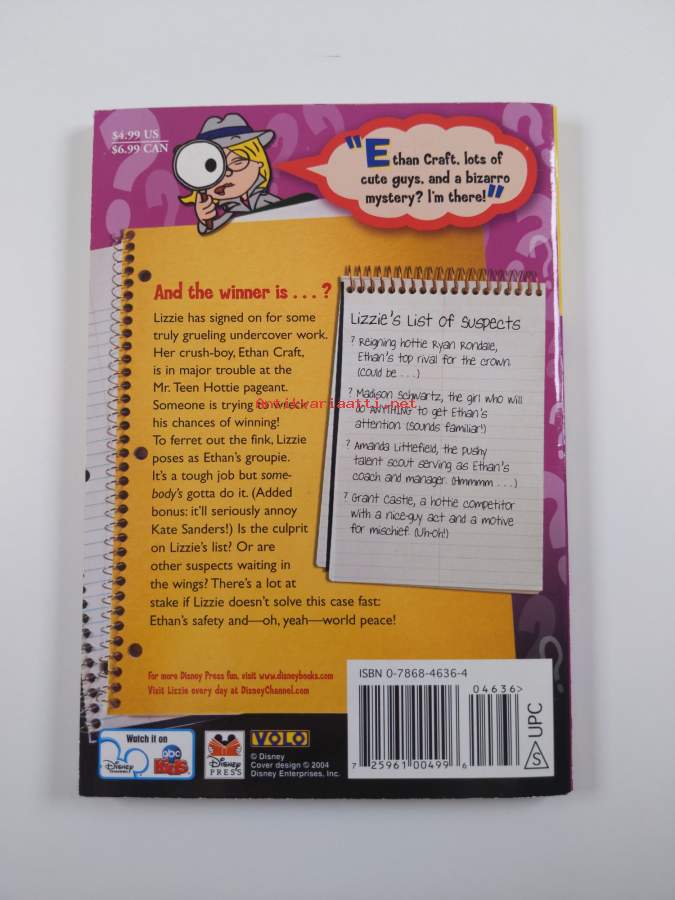 $4.99 US
$6.99 CAN
"Ethan Craft, lots of
cute guys, and a bizarro
mystery? I'm there!"
And the winner is . . . ?
Lizzie has signed on for some
truly grueling undercover work.
Her crush-boy, Ethan Craft,
is in major trouble at the
Mr. Teen Hottie pageant.
Someone is trying to wreck
his chances of winning!
To ferret out the fink, Lizzie
poses as Ethan's groupie.
It's a tough job but some-
body's gotta do it. (Added
bonus: it'll seriously annoy
Kate Sanders!) Is the culprit
on Lizzie's list? Or are
other suspects waiting in
the wings? There's a lot at
stake if Lizzie doesn't solve this case fast:
Ethan's safety and—oh, yeah—world peace!
Lizzie's List of Suspects
? Reigning hottie Ryan Rondale,
Ethan's top rival for the crown.
(Could be . . .)
? Madison Schwartz, the girl who will
do ANYTHING to get Ethan's
attention. (Sounds familiar!)
? Amanda Littlefield, the pushy
talent scout serving as Ethan's
coach and manager. (Hmmmm . . .)
? Grant Castle, a hottie competitor
with a nice-guy act and a motive
for mischief. (Uh-oh!)
Antikvariaatti.net
For more Disney Press fun, visit www.disneybooks.com
Visit Lizzie every day at DisneyChannel.com
Watch it on
Disney
CHANNEL
abc
Kids
Disney
PRESS
VOLO
© Disney
Cover design © 2004
Disney Enterprises, Inc.
ISBN 0-7868-4636-4
04636>
7 25961 00499 6
S UPC